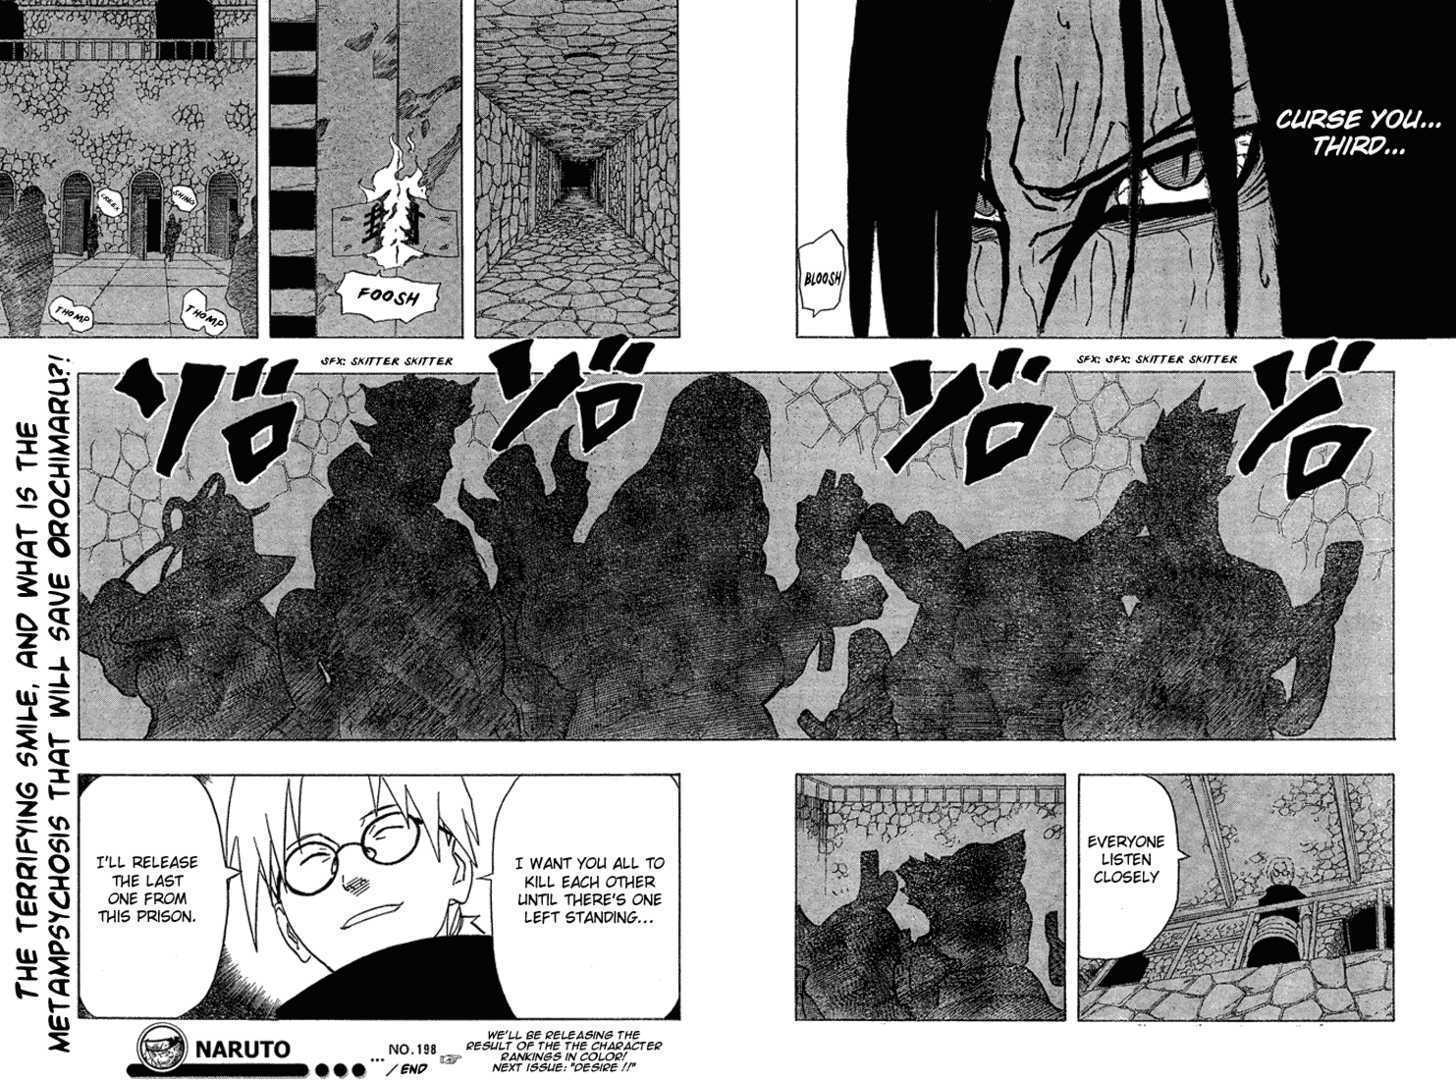 CURSE YOU...
THIRD...
BLOOSH
FOOSH
CREEK
SHING
THOMP
THOMP
SFX: SFX: SKITTER SKITTER
ゾロ
ゾロ
SFX: SKITTER SKITTER
ゾロ
ゾロ
EVERYONE
LISTEN
CLOSELY
I WANT YOU ALL TO
KILL EACH OTHER
UNTIL THERE'S ONE
LEFT STANDING...
I'LL RELEASE
THE LAST
ONE FROM
THIS PRISON.
THE TERRIFYING SMILE, AND WHAT IS THE
METAMPSYCHOSIS THAT WILL SAVE OROCHIMARU?!
NARUTO
... NO.198
/ END
WE'LL BE RELEASING THE
RESULT OF THE THE CHARACTER
RANKINGS IN COLOR!
NEXT ISSUE: "DESIRE !!"